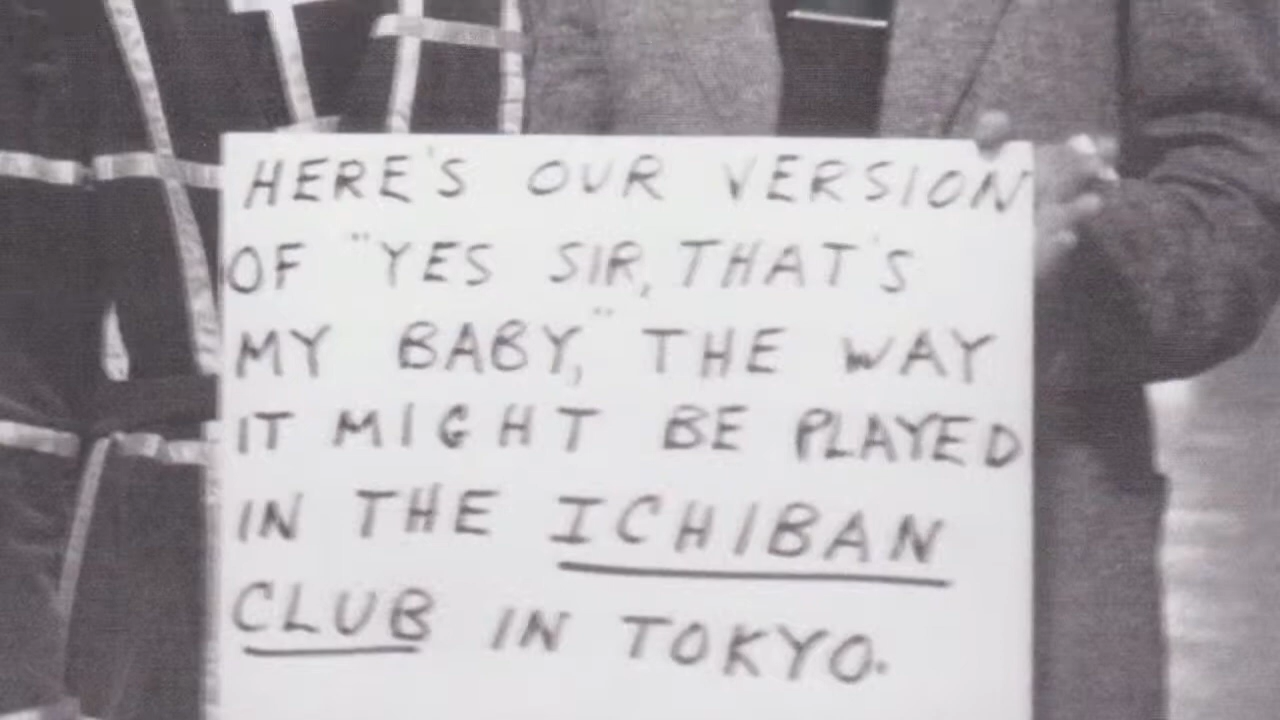 HERE'S OUR VERSION
OF "YES SIR, THAT'S
MY BABY," THE WAY
IT MIGHT BE PLAYED
IN THE ICHIBAN
CLUB IN TOKYO.